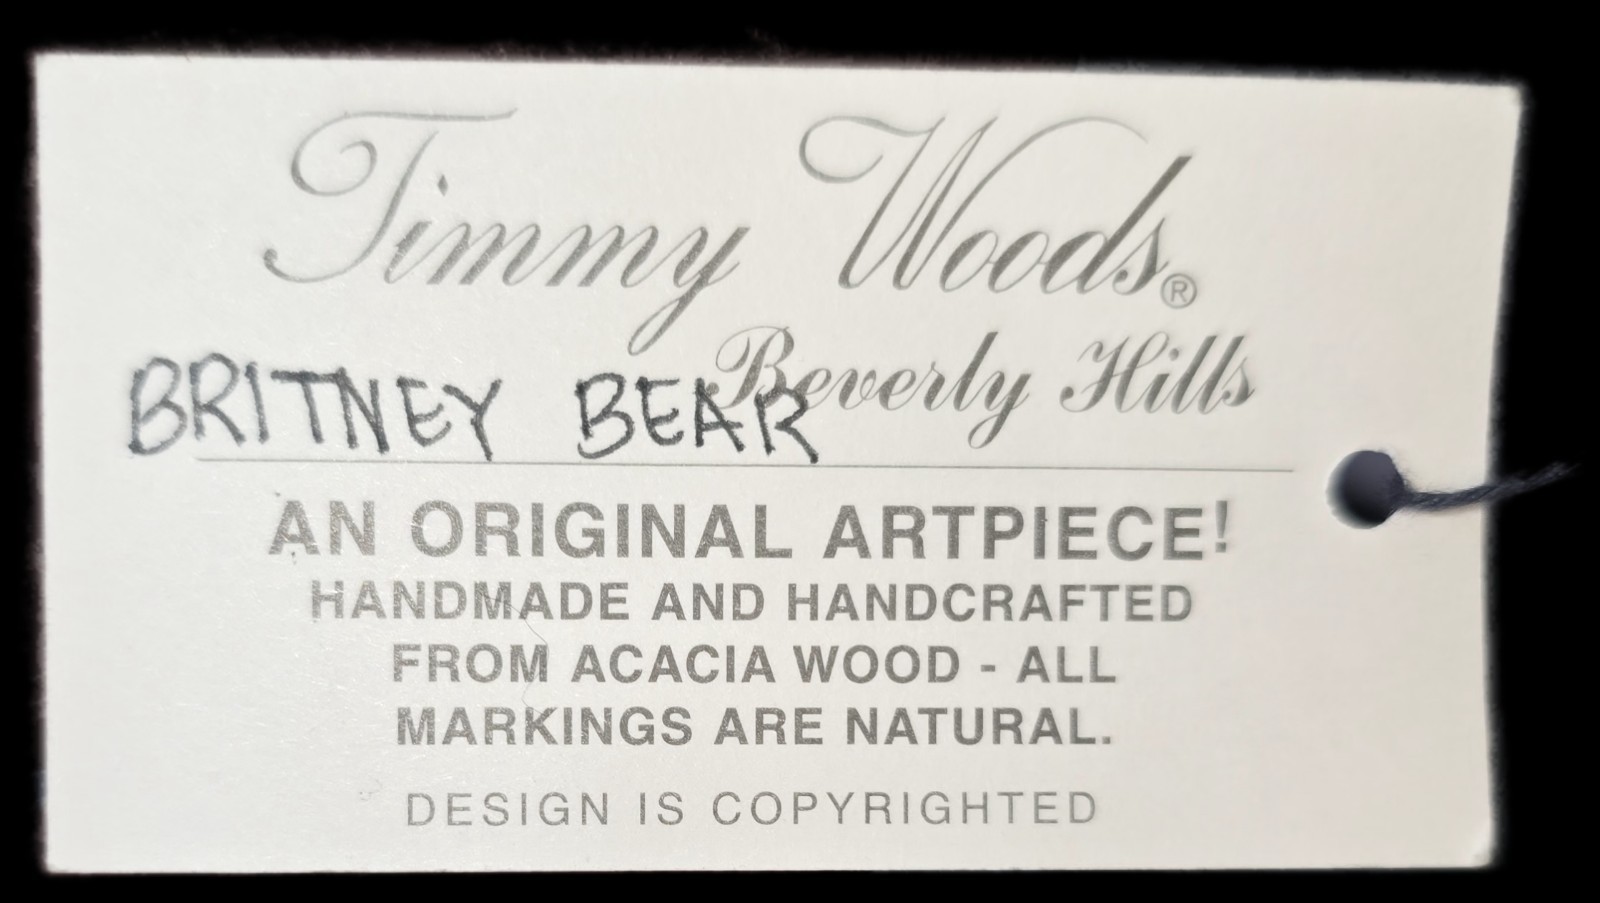 Timmy Woods®
Beverly Hills
BRITNEY BEAR
AN ORIGINAL ARTPIECE!
HANDMADE AND HANDCRAFTED
FROM ACACIA WOOD - ALL
MARKINGS ARE NATURAL.
DESIGN IS COPYRIGHTED